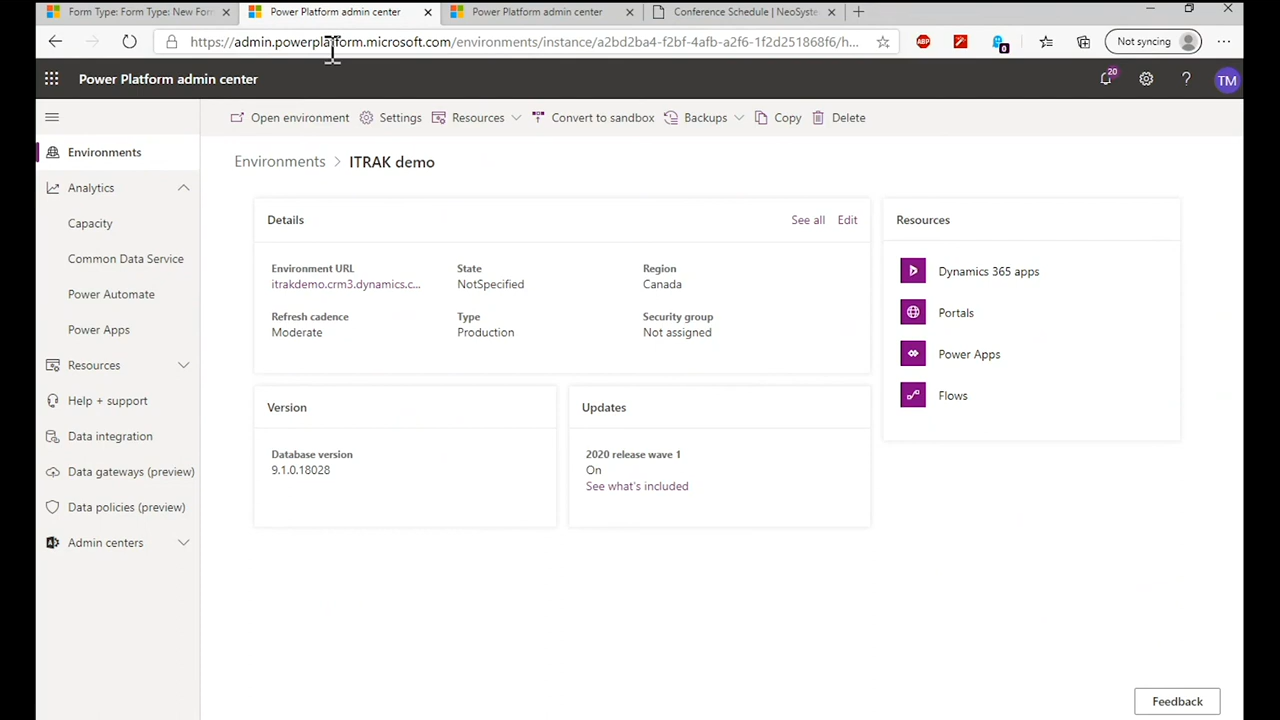 Form Type: Form Type: New Form
Power Platform admin center
Power Platform admin center
Conference Schedule | NeoSystem
https://admin.powerplatform.microsoft.com/environments/instance/a2bd2ba4-f2bf-4afb-a2f6-1f2d251868f6/h...
ABP
0
Not syncing
Power Platform admin center
20
TM
Open environment
Settings
Resources
Convert to sandbox
Backups
Copy
Delete
Environments
Analytics
Capacity
Common Data Service
Power Automate
Power Apps
Resources
Help + support
Data integration
Data gateways (preview)
Data policies (preview)
Admin centers
Environments > ITRAK demo
Details
See all
Edit
Environment URL
itrakdemo.crm3.dynamics.c...
State
NotSpecified
Region
Canada
Refresh cadence
Moderate
Type
Production
Security group
Not assigned
Version
Database version
9.1.0.18028
Updates
2020 release wave 1
On
See what's included
Resources
Dynamics 365 apps
Portals
Power Apps
Flows
Feedback